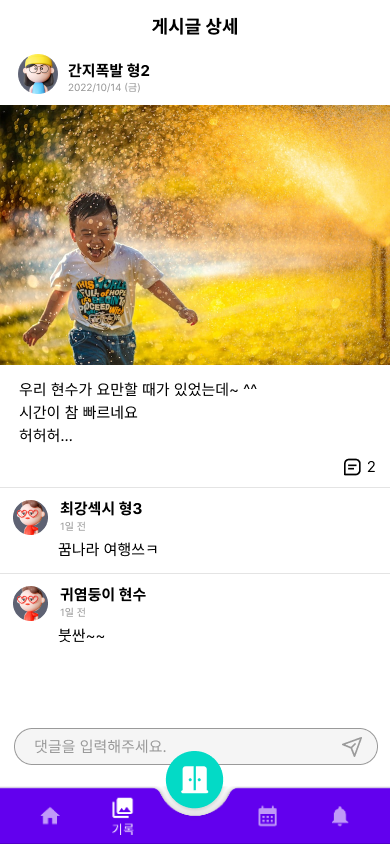 게시글 상세
간지폭발 형2
2022/10/14 (금)
우리 현수가 요만할 때가 있었는데~ ^^
시간이 참 빠르네요
허허허...
2
최강섹시 형3
1일 전
꿈나라 여행쓰ㅋ
귀염둥이 현수
1일 전
붓싼~~
댓글을 입력해주세요.
기록